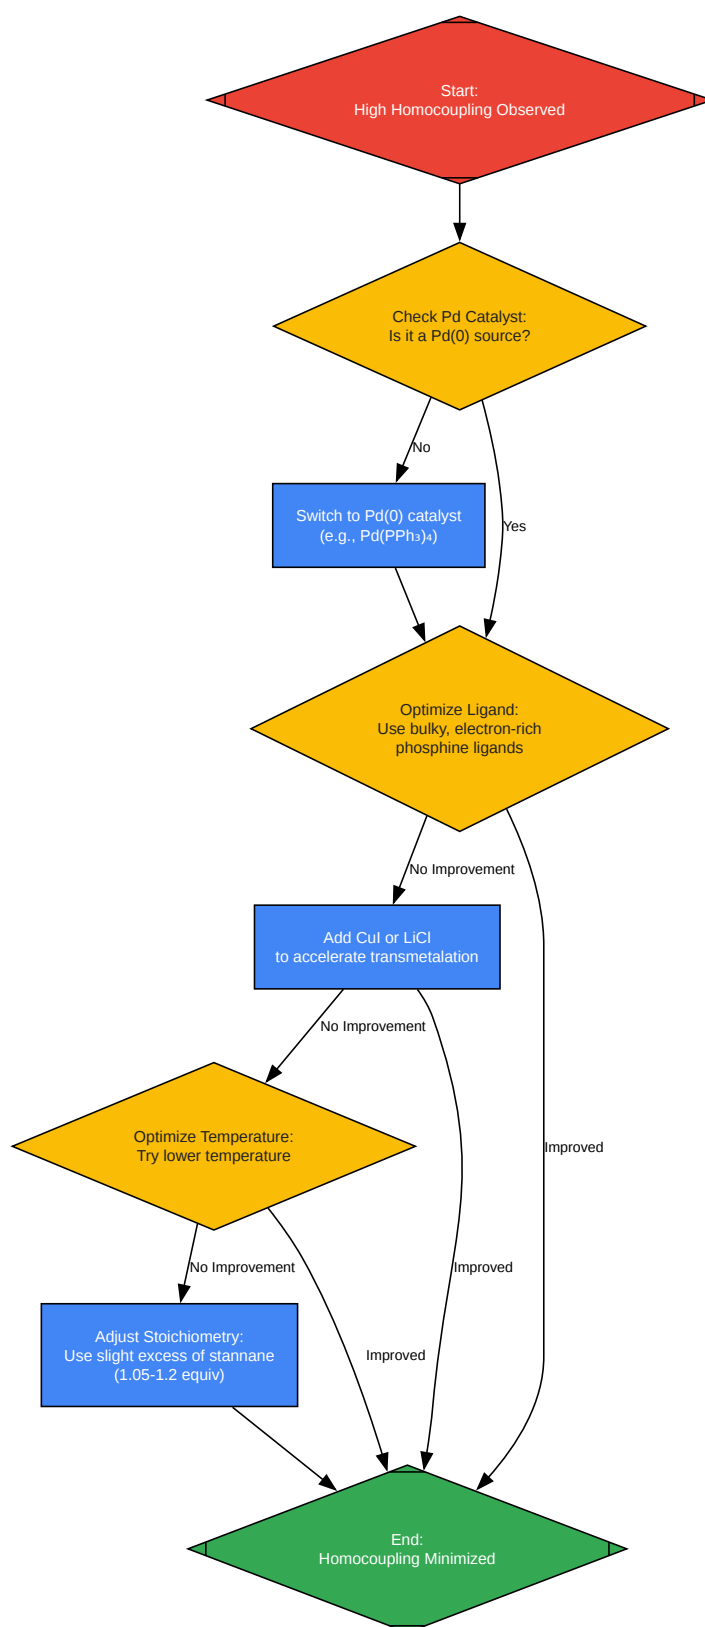 Start:
High Homocoupling Observed
Check Pd Catalyst:
Is it a Pd(0) source?
No
Switch to Pd(0) catalyst
(e.g., Pd(PPh₃)₄)
Yes
Optimize Ligand:
Use bulky, electron-rich
phosphine ligands
No Improvement
Add CuI or LiCl
to accelerate transmetalation
No Improvement
Optimize Temperature:
Try lower temperature
Improved
No Improvement
Improved
Adjust Stoichiometry:
Use slight excess of stannane
(1.05-1.2 equiv)
Improved
End:
Homocoupling Minimized